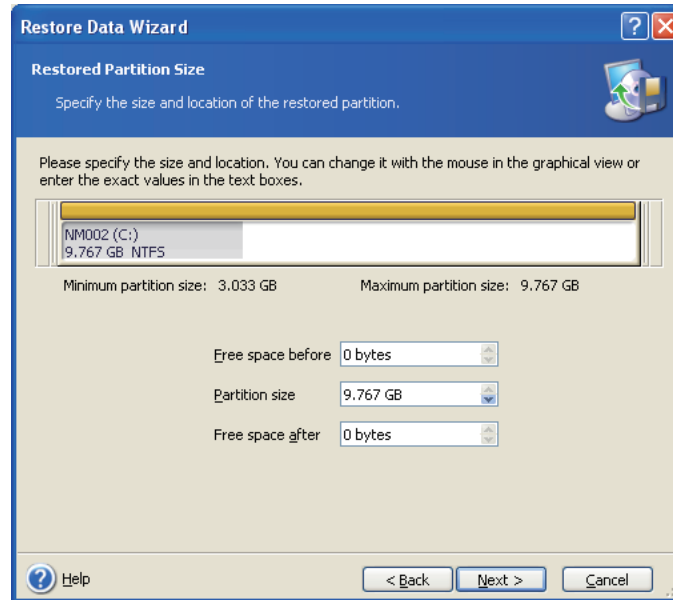 Restore Data Wizard
Restored Partition Size
Specify the size and location of the restored partition.
Please specify the size and location. You can change it with the mouse in the graphical view or
enter the exact values in the text boxes.
NM002 (C:)
9.767 GB NTFS
Minimum partition size: 3.033 GB Maximum partition size: 9.767 GB
Free space before 0 bytes
Partition size 9.767 GB
Free space after 0 bytes
Help < Back Next > Cancel